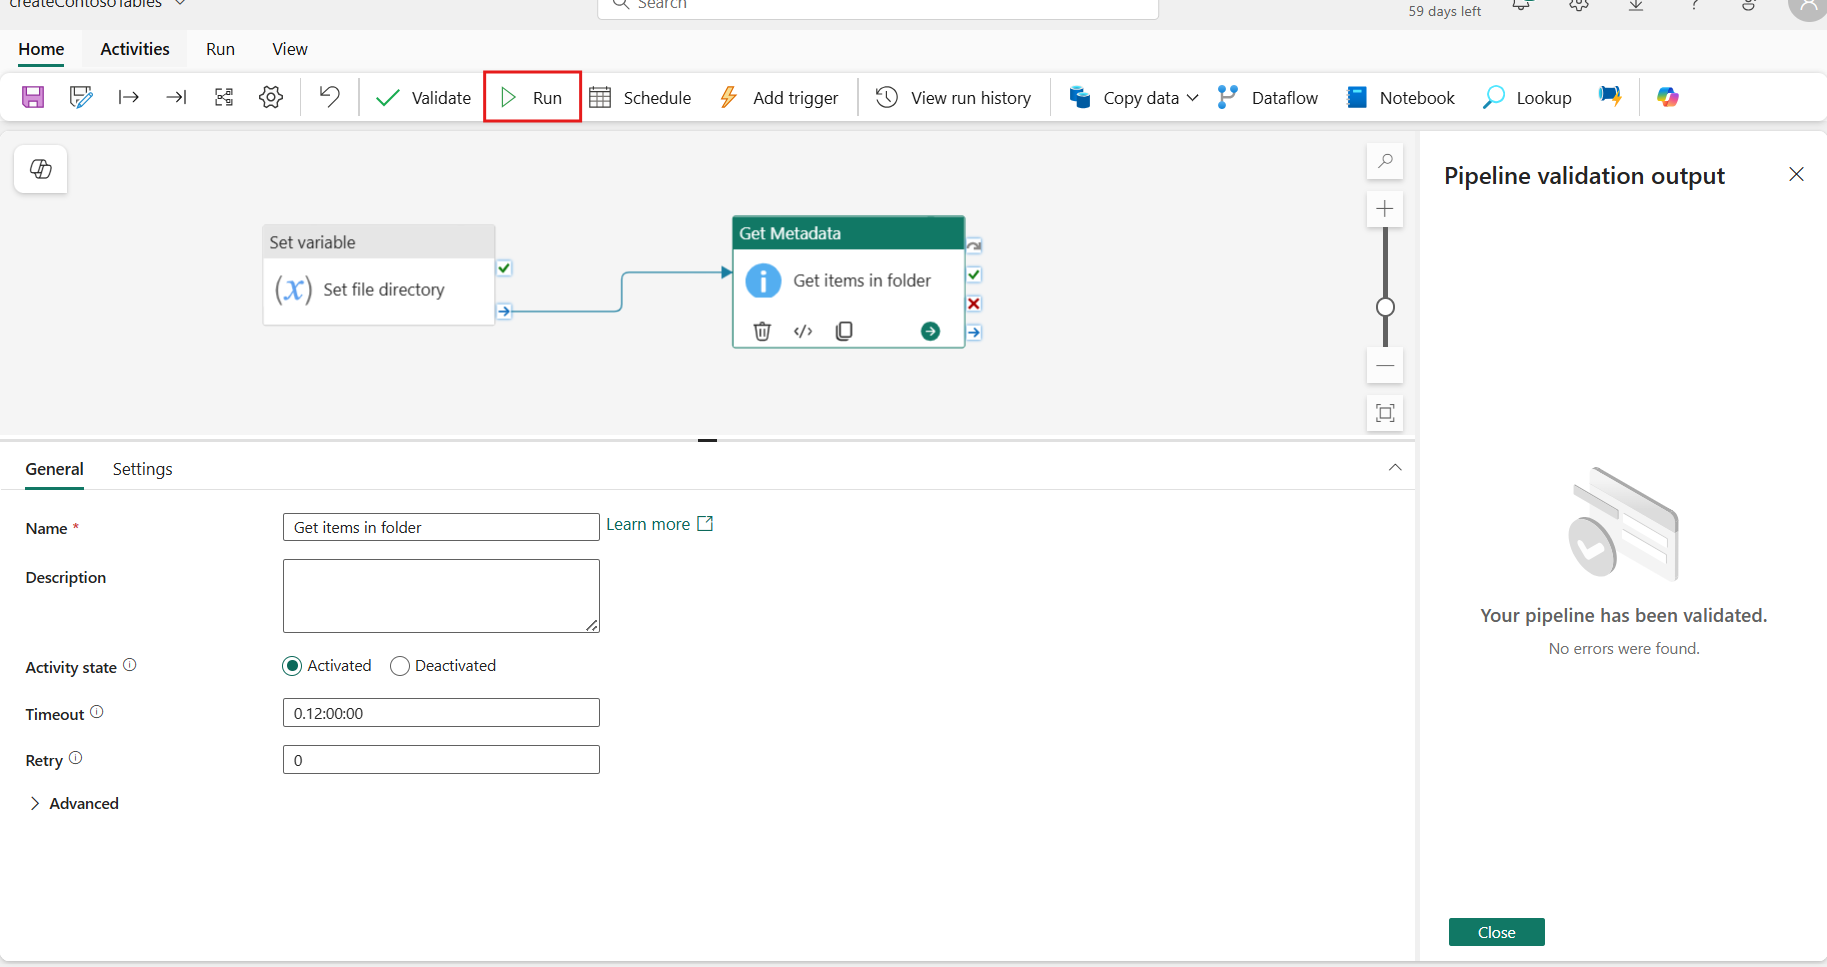 createContosoTables
Search
59 days left
?
Home Activities Run View
Validate Run Schedule Add trigger View run history Copy data Dataflow Notebook Lookup
Pipeline validation output
Set variable
(x) Set file directory
Get Metadata
i Get items in folder
</>
General Settings
Name * Get items in folder Learn more
Description
Activity state Activated Deactivated
Timeout 0.12:00:00
Retry 0
Advanced
Your pipeline has been validated.
No errors were found.
Close